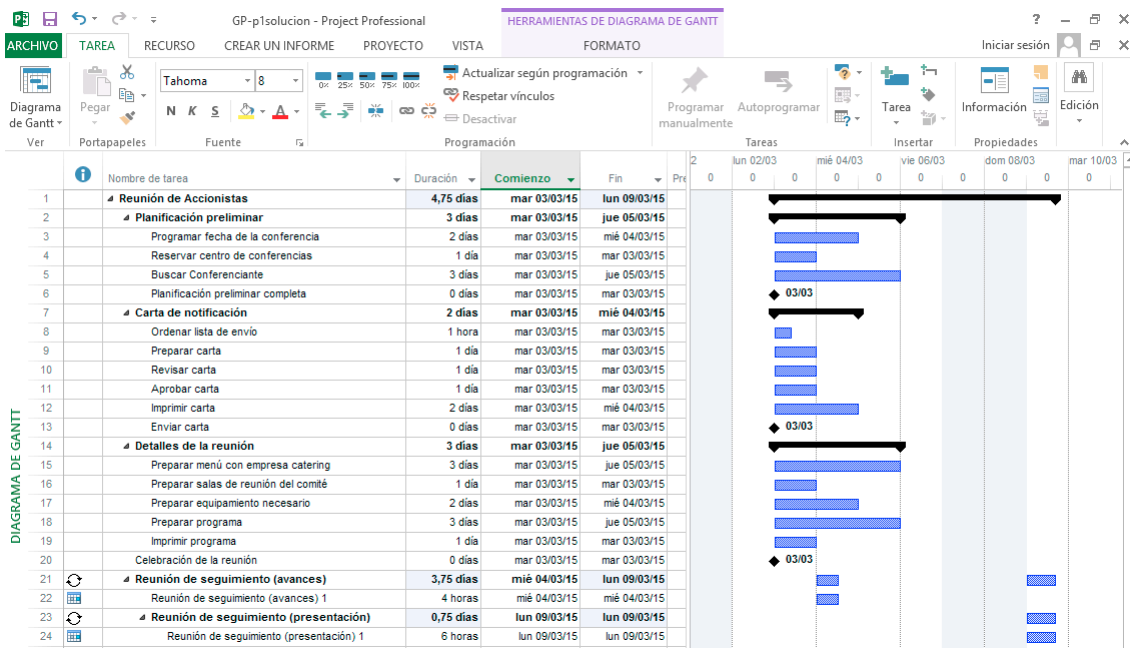 GP-p1solucion - Project Professional
HERRAMIENTAS DE DIAGRAMA DE GANTT
?
ARCHIVO TAREA RECURSO CREAR UN INFORME PROYECTO VISTA FORMATO Iniciar sesión
Diagrama de Gantt
Ver
Pegar
Portapapeles
Tahoma 8
N K S A
Fuente
0% 25% 50% 75% 100%
Actualizar según programación
Respetar vínculos
Desactivar
Programación
Programar manualmente
Autoprogramar
Tareas
Tarea
Insertar
Información
Propiedades
Edición
Nombre de tarea Duración Comienzo Fin Pre
2 lun 02/03 mié 04/03 vie 06/03 dom 08/03 mar 10/03
0 0 0 0 0 0 0 0 0 0
1 Reunión de Accionistas 4,75 días mar 03/03/15 lun 09/03/15
2 Planificación preliminar 3 días mar 03/03/15 jue 05/03/15
3 Programar fecha de la conferencia 2 días mar 03/03/15 mié 04/03/15
4 Reservar centro de conferencias 1 día mar 03/03/15 mar 03/03/15
5 Buscar Conferenciante 3 días mar 03/03/15 jue 05/03/15
6 Planificación preliminar completa 0 días mar 03/03/15 mar 03/03/15 03/03
7 Carta de notificación 2 días mar 03/03/15 mié 04/03/15
8 Ordenar lista de envío 1 hora mar 03/03/15 mar 03/03/15
9 Preparar carta 1 día mar 03/03/15 mar 03/03/15
10 Revisar carta 1 día mar 03/03/15 mar 03/03/15
11 Aprobar carta 1 día mar 03/03/15 mar 03/03/15
12 Imprimir carta 2 días mar 03/03/15 mié 04/03/15
13 Enviar carta 0 días mar 03/03/15 mar 03/03/15 03/03
14 Detalles de la reunión 3 días mar 03/03/15 jue 05/03/15
15 Preparar menú con empresa catering 3 días mar 03/03/15 jue 05/03/15
16 Preparar salas de reunión del comité 1 día mar 03/03/15 mar 03/03/15
17 Preparar equipamiento necesario 2 días mar 03/03/15 mié 04/03/15
18 Preparar programa 3 días mar 03/03/15 jue 05/03/15
19 Imprimir programa 1 día mar 03/03/15 mar 03/03/15
20 Celebración de la reunión 0 días mar 03/03/15 mar 03/03/15 03/03
21 Reunión de seguimiento (avances) 3,75 días mié 04/03/15 lun 09/03/15
22 Reunión de seguimiento (avances) 1 4 horas mié 04/03/15 mié 04/03/15
23 Reunión de seguimiento (presentación) 0,75 días lun 09/03/15 lun 09/03/15
24 Reunión de seguimiento (presentación) 1 6 horas lun 09/03/15 lun 09/03/15
DIAGRAMA DE GANTT